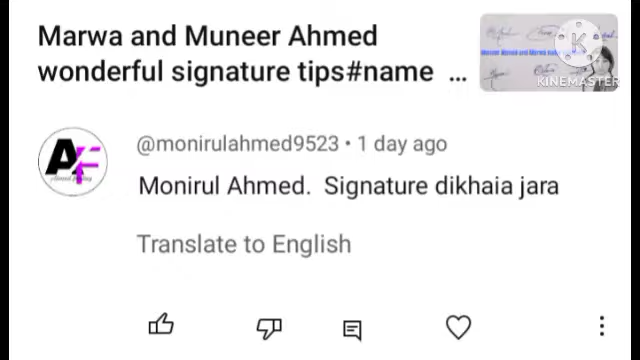 Marwa and Muneer Ahmed
wonderful signature tips#name ...
KINEMASTER
@monirulahmed9523 • 1 day ago
Monirul Ahmed. Signature dikhaia jara
Translate to English